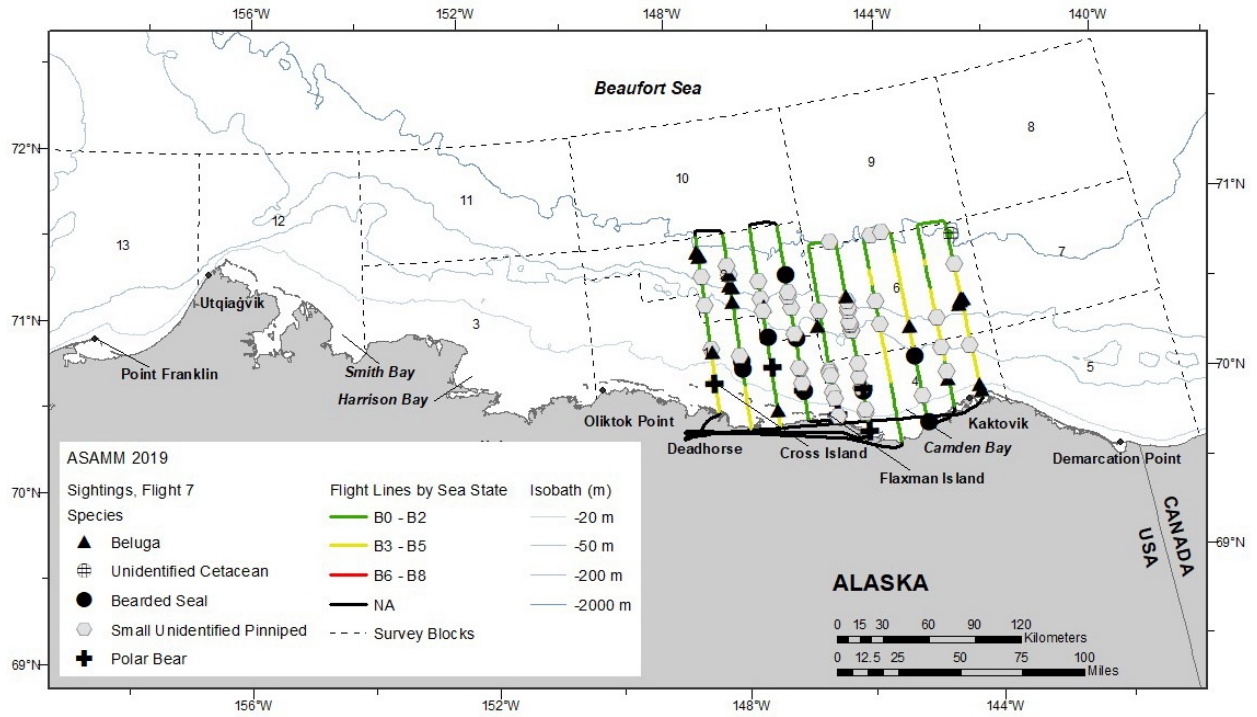 156°W 152°W 148°W 144°W 140°W
72°N
71°N
70°N
69°N
71°N
70°N
69°N
Beaufort Sea
8
9
10
11
12
13
7
6
3
5
4
2
Utqiaġvik
Point Franklin
Smith Bay
Harrison Bay
Oliktok Point
Deadhorse
Cross Island
Flaxman Island
Camden Bay
Kaktovik
Demarcation Point
CANADA
USA
ALASKA
0 15 30 60 90 120
Kilometers
0 12.5 25 50 75 100
Miles
ASAMM 2019
Sightings, Flight 7
Species
Beluga
Unidentified Cetacean
Bearded Seal
Small Unidentified Pinniped
Polar Bear
Flight Lines by Sea State
B0 - B2
B3 - B5
B6 - B8
NA
Survey Blocks
Isobath (m)
-20 m
-50 m
-200 m
-2000 m
156°W 152°W 148°W 144°W